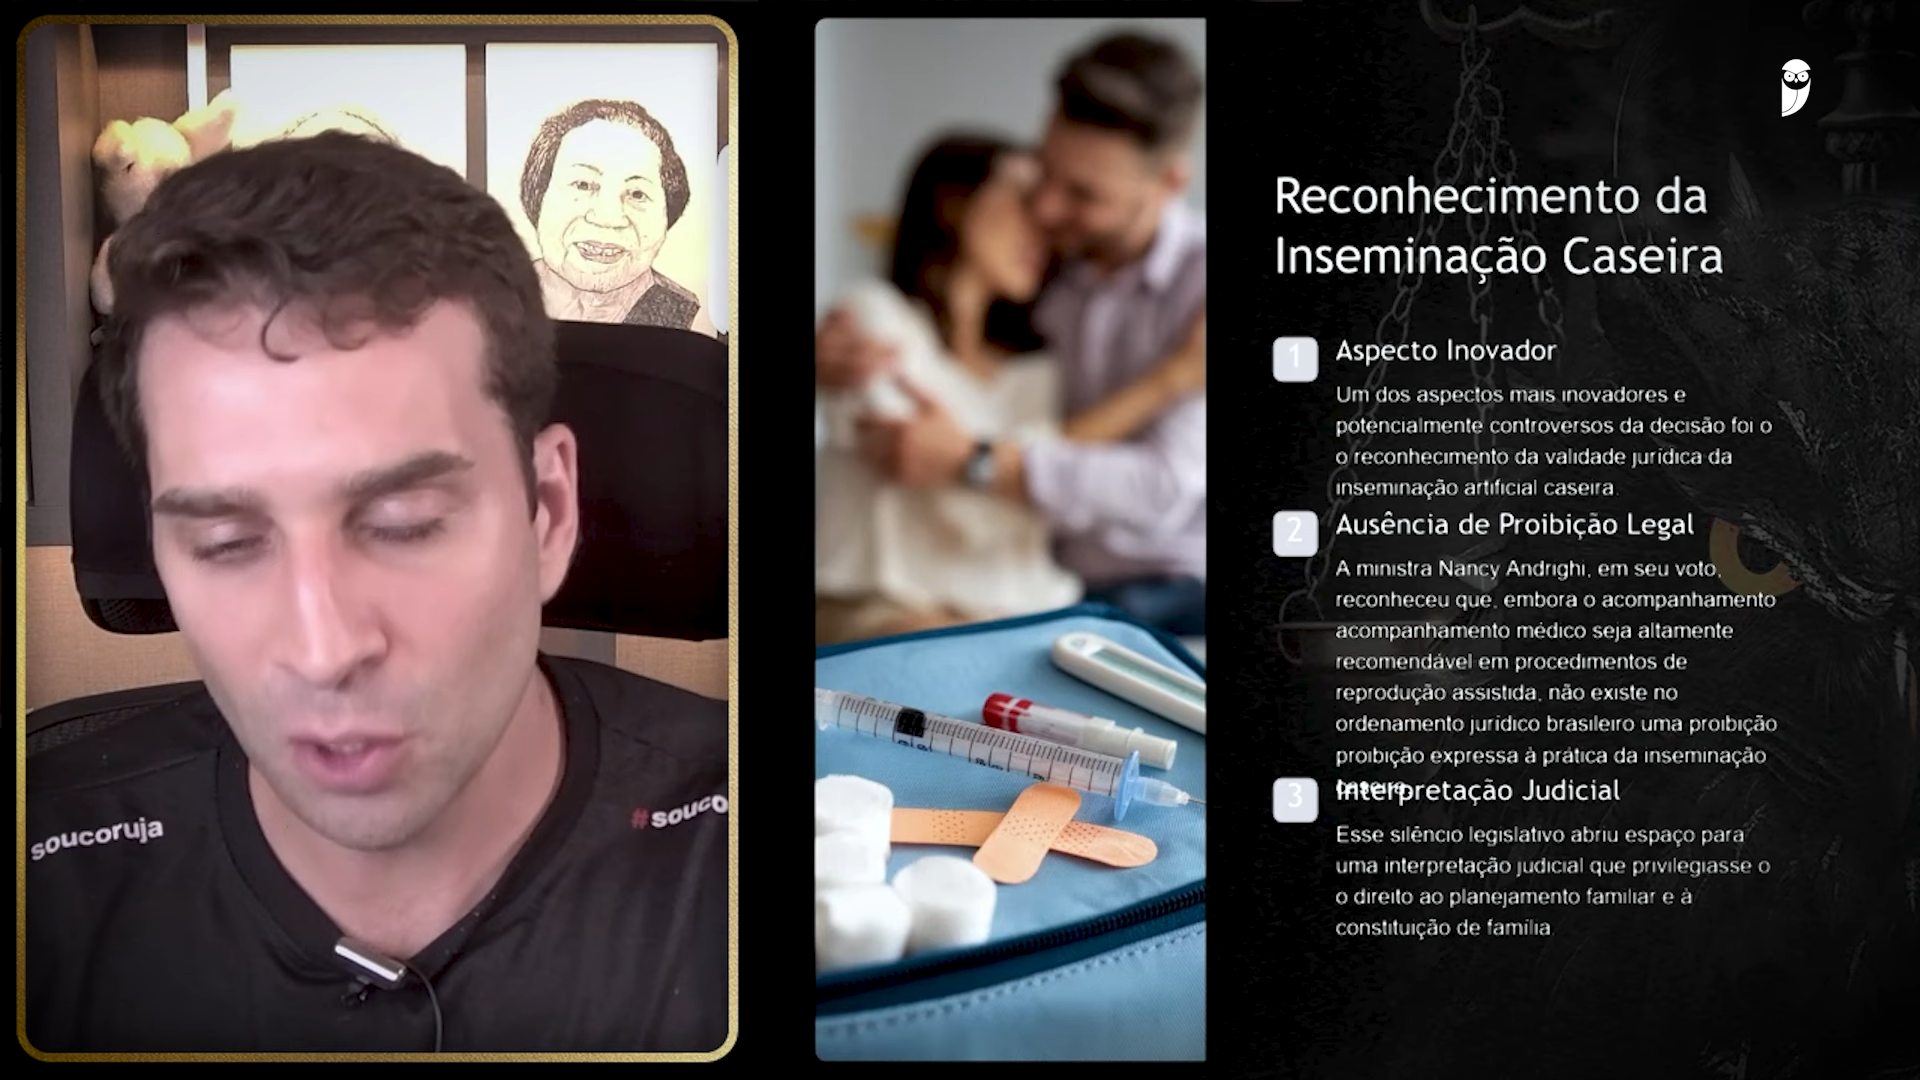 soucoruja
#souco
Reconhecimento da
Inseminação Caseira
1
Aspecto Inovador
Um dos aspectos mais inovadores e
potencialmente controversos da decisão foi o
o reconhecimento da validade jurídica da
inseminação artificial caseira.
2
Ausência de Proibição Legal
A ministra Nancy Andrighi, em seu voto,
reconheceu que, embora o acompanhamento
acompanhamento médico seja altamente
recomendável em procedimentos de
reprodução assistida, não existe no
ordenamento jurídico brasileiro uma proibição
proibição expressa à prática da inseminação
caseira.
3
Interpretação Judicial
Esse silêncio legislativo abriu espaço para
uma interpretação judicial que privilegiasse o
o direito ao planejamento familiar e à
constituição de família.